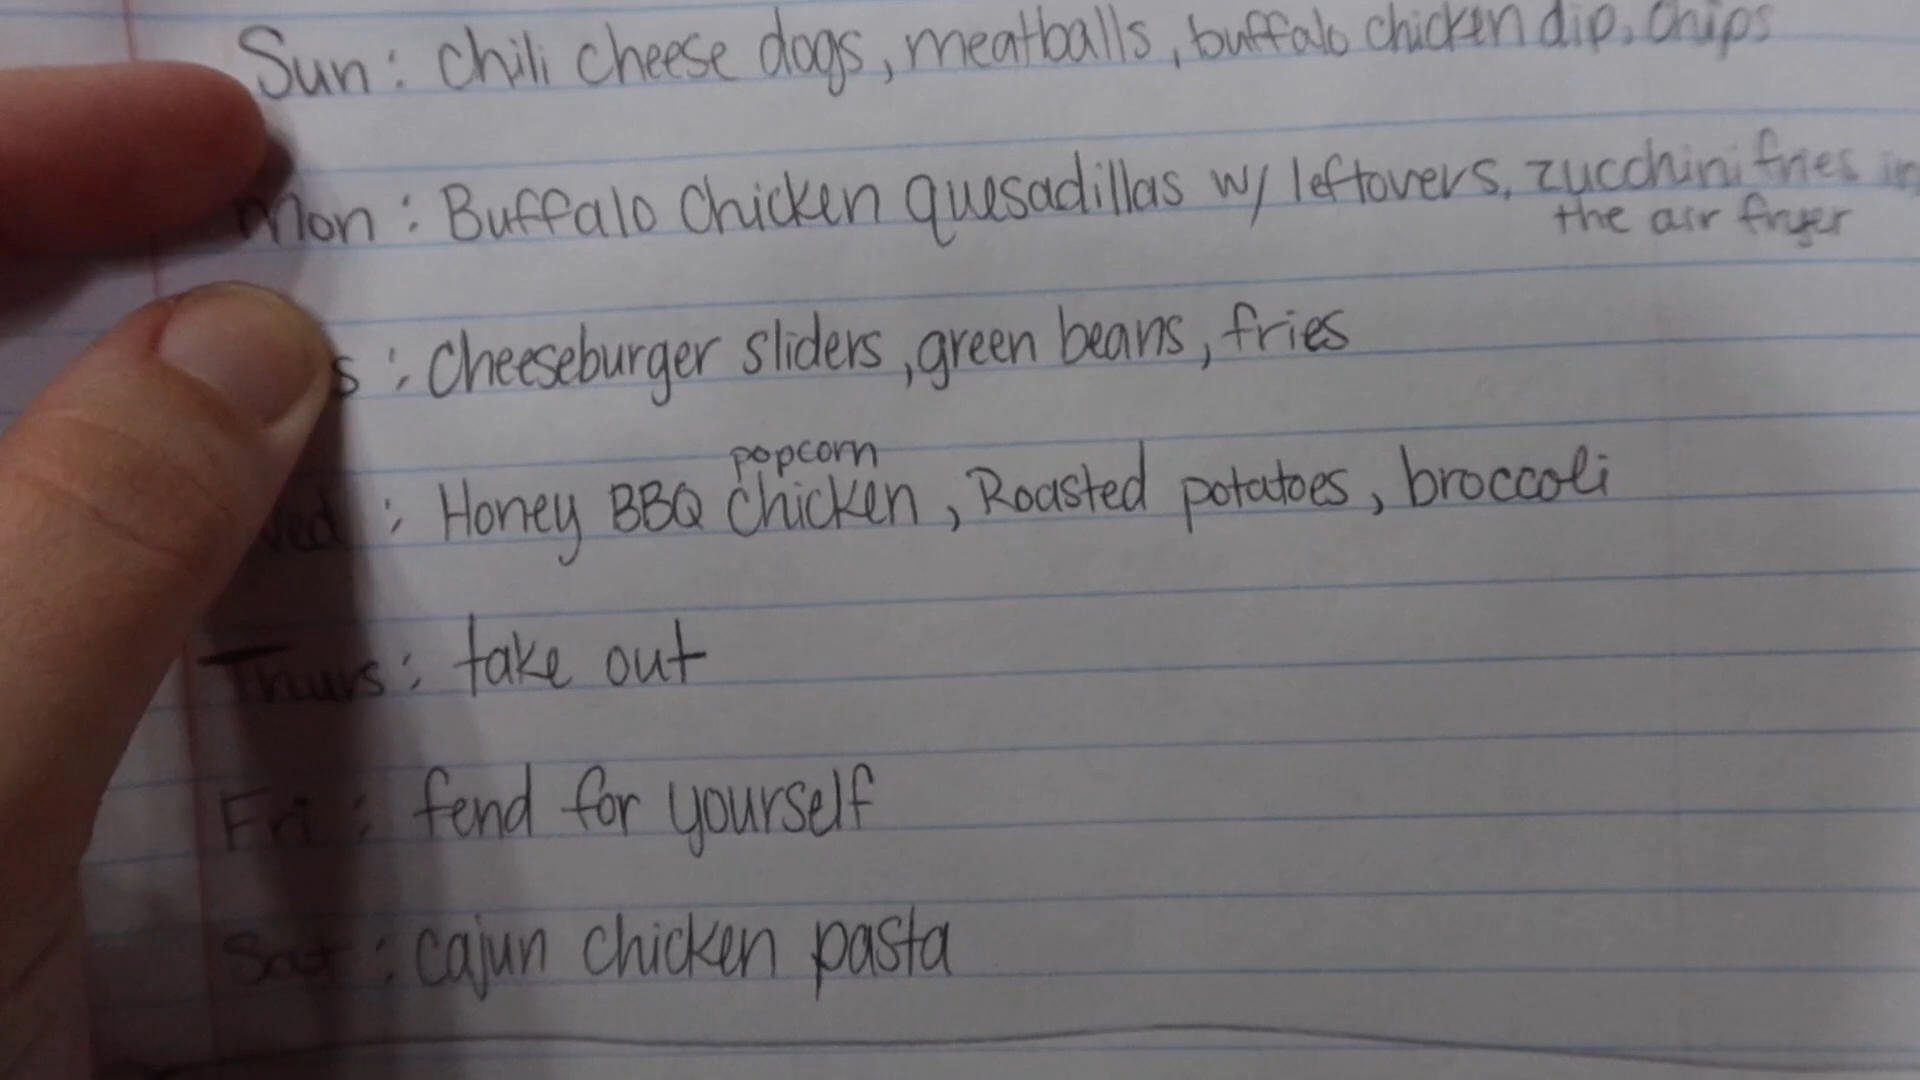 Sun: chili cheese dogs, meatballs, buffalo chicken dip, chips
Mon: Buffalo Chicken quesadillas w/ leftovers, zucchini fries in
the air fryer
s: Cheeseburger sliders, green beans, fries
popcorn
Wed: Honey BBQ chicken, Roasted potatoes, broccoli
Thurs: take out
Fri: fend for yourself
Sat: cajun chicken pasta